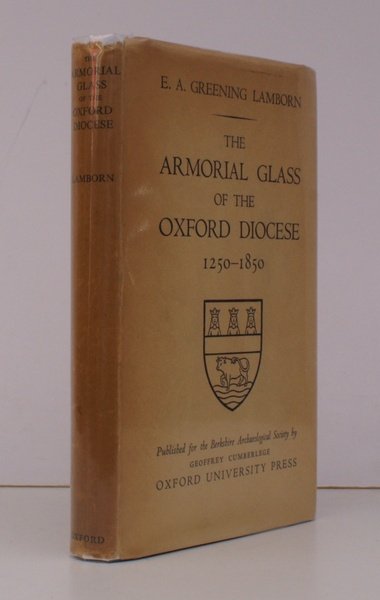 THE
ARMORIAL
GLASS
OF THE
OXFORD
DIOCESE
LAMBORN
OXFORD
E. A. GREENING LAMBORN
THE
ARMORIAL GLASS
OF THE
OXFORD DIOCESE
1250–1850
Published for the Berkshire Archaeological Society by
GEOFFREY CUMBERLEGE
OXFORD UNIVERSITY PRESS